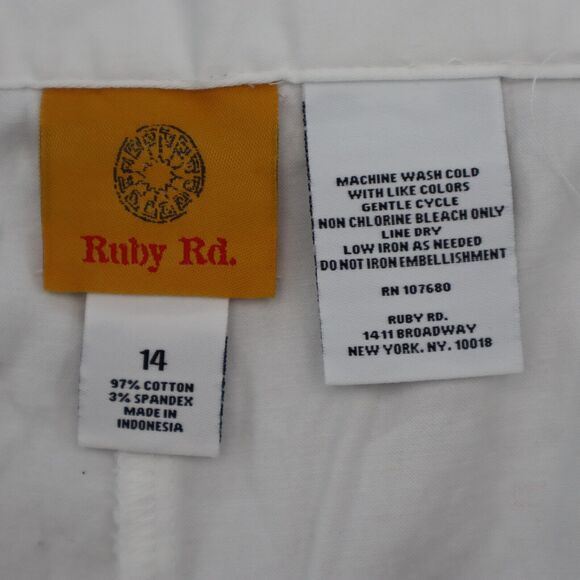 Ruby Rd.
14
97% COTTON
3% SPANDEX
MADE IN
INDONESIA
MACHINE WASH COLD
WITH LIKE COLORS
GENTLE CYCLE
NON CHLORINE BLEACH ONLY
LINE DRY
LOW IRON AS NEEDED
DO NOT IRON EMBELLISHMENT
RN 107680
RUBY RD.
1411 BROADWAY
NEW YORK. NY. 10018